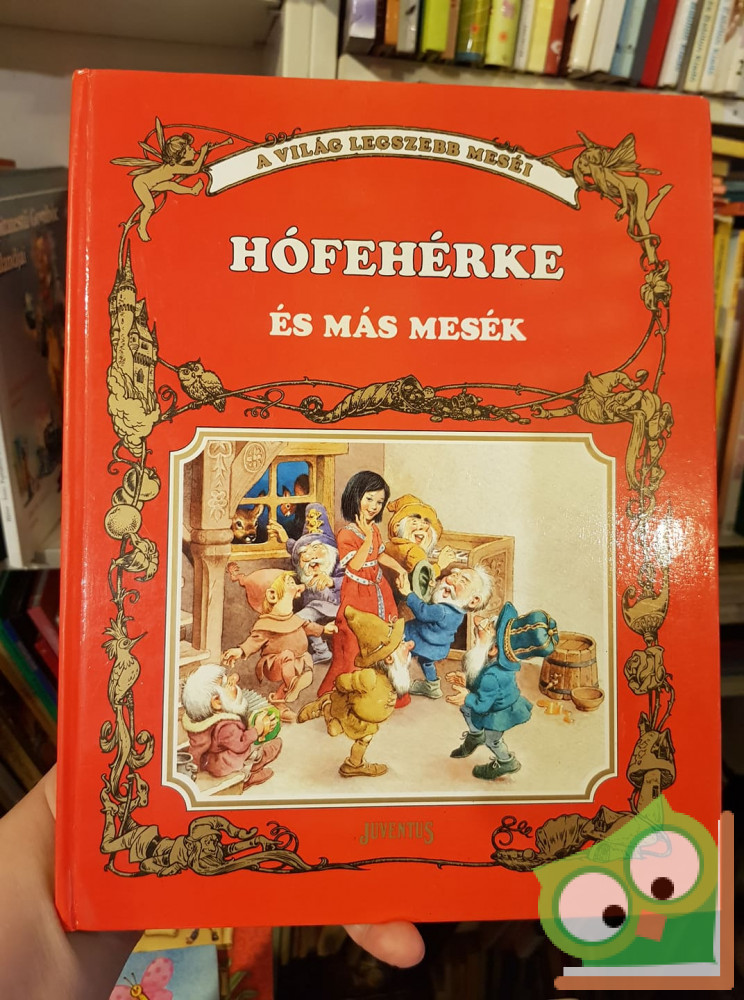 A VILÁG LEGSZEBB MESÉI
HÓFEHÉRKE
ÉS MÁS MESÉK
JUVENTUS